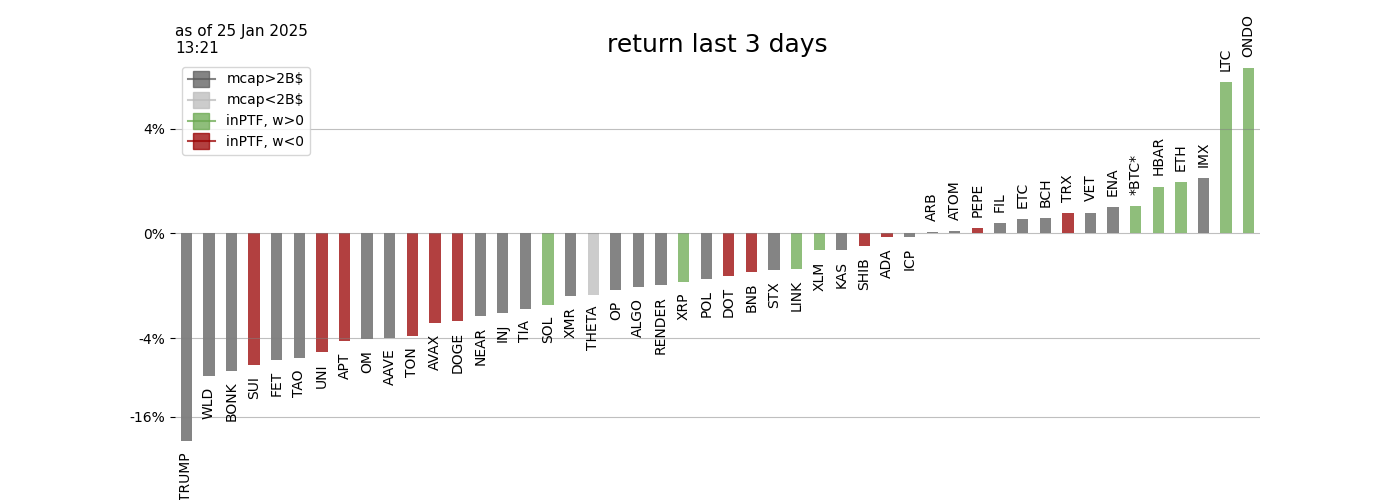 as of 25 Jan 2025
13:21
return last 3 days
mcap>2B$
mcap<2B$
inPTF, w>0
inPTF, w<0
4%
0%
-4%
-16%
TRUMP
WLD
BONK
SUI
FET
TAO
UNI
APT
OM
AAVE
TON
AVAX
DOGE
NEAR
INJ
TIA
SOL
XMR
THETA
OP
ALGO
RENDER
XRP
POL
DOT
BNB
STX
LINK
XLM
KAS
SHIB
ADA
ICP
ARB
ATOM
PEPE
FIL
ETC
BCH
TRX
VET
ENA
*BTC*
HBAR
ETH
IMX
LTC
ONDO